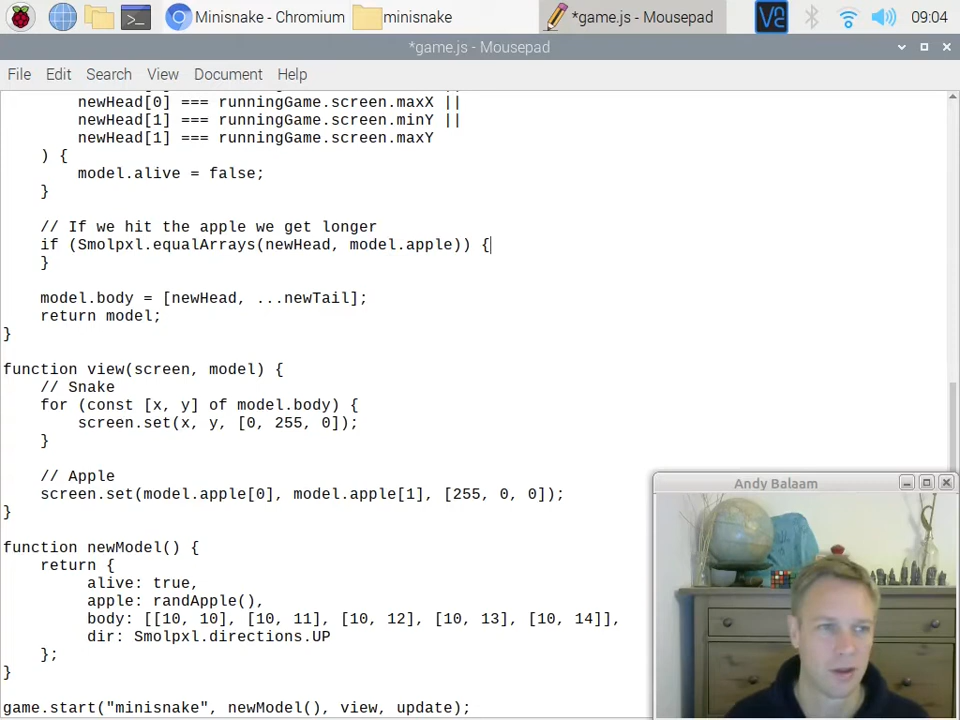 Minisnake - Chromium
minisnake
*game.js - Mousepad
09:04
*game.js - Mousepad
File Edit Search View Document Help
newHead[0] === runningGame.screen.maxX ||
newHead[1] === runningGame.screen.minY ||
newHead[1] === runningGame.screen.maxY
) {
model.alive = false;
}
// If we hit the apple we get longer
if (Smolpxl.equalArrays(newHead, model.apple)) {
}
model.body = [newHead, ...newTail];
return model;
}
function view(screen, model) {
// Snake
for (const [x, y] of model.body) {
screen.set(x, y, [0, 255, 0]);
}
// Apple
screen.set(model.apple[0], model.apple[1], [255, 0, 0]);
}
function newModel() {
return {
alive: true,
apple: randApple(),
body: [[10, 10], [10, 11], [10, 12], [10, 13], [10, 14]],
dir: Smolpxl.directions.UP
};
}
game.start("minisnake", newModel(), view, update);
Andy Balaam